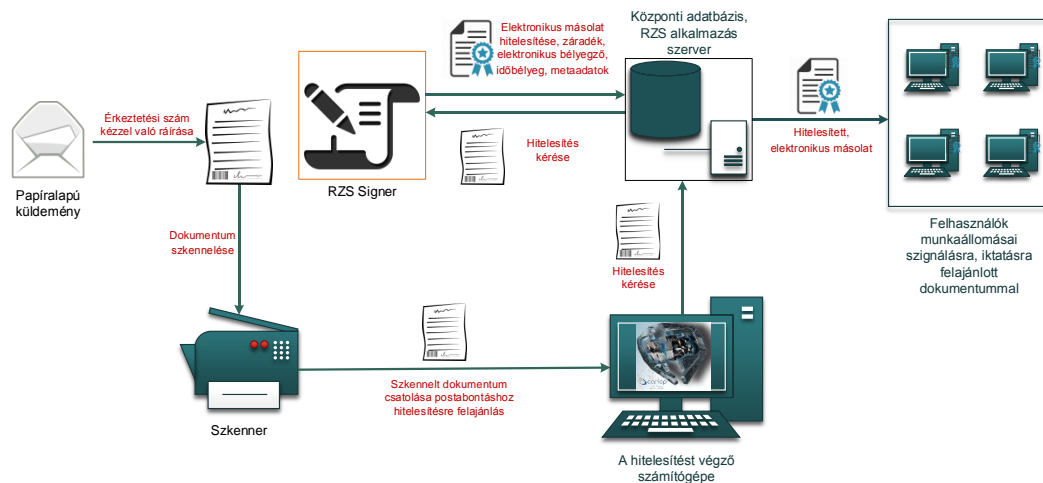 Elektronikus másolat
hitelesítése, záradék,
elektronikus bélyegző,
időbélyeg, metaadatok
Központi adatbázis,
RZS alkalmazás
szerver
Érkeztetési szám
kézzel való ráírása
Papíralapú
küldemény
RZS Signer
Hitelesítés
kérése
Hitelesített,
elektronikus másolat
Felhasználók
munkaállomásai
szignálásra, iktatásra
felajánlott
dokumentummal
Dokumentum
szkennelése
Hitelesítés
kérése
Szkennelt dokumentum
csatolása postabontáshoz
hitelesítésre felajánlás
Szkenner
A hitelesítést végző
számítógépe